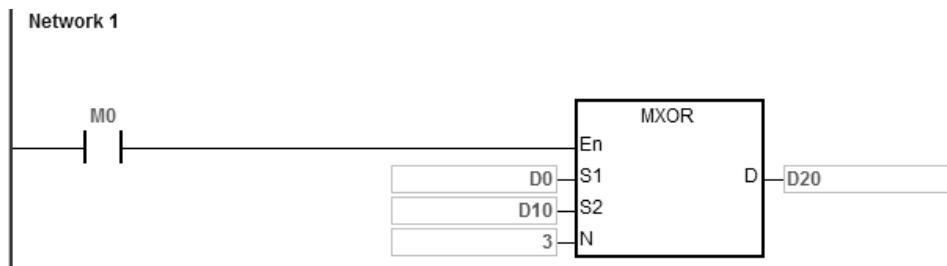 Network 1
M0
MXOR
En
D0 S1 D D20
D10 S2
3 N